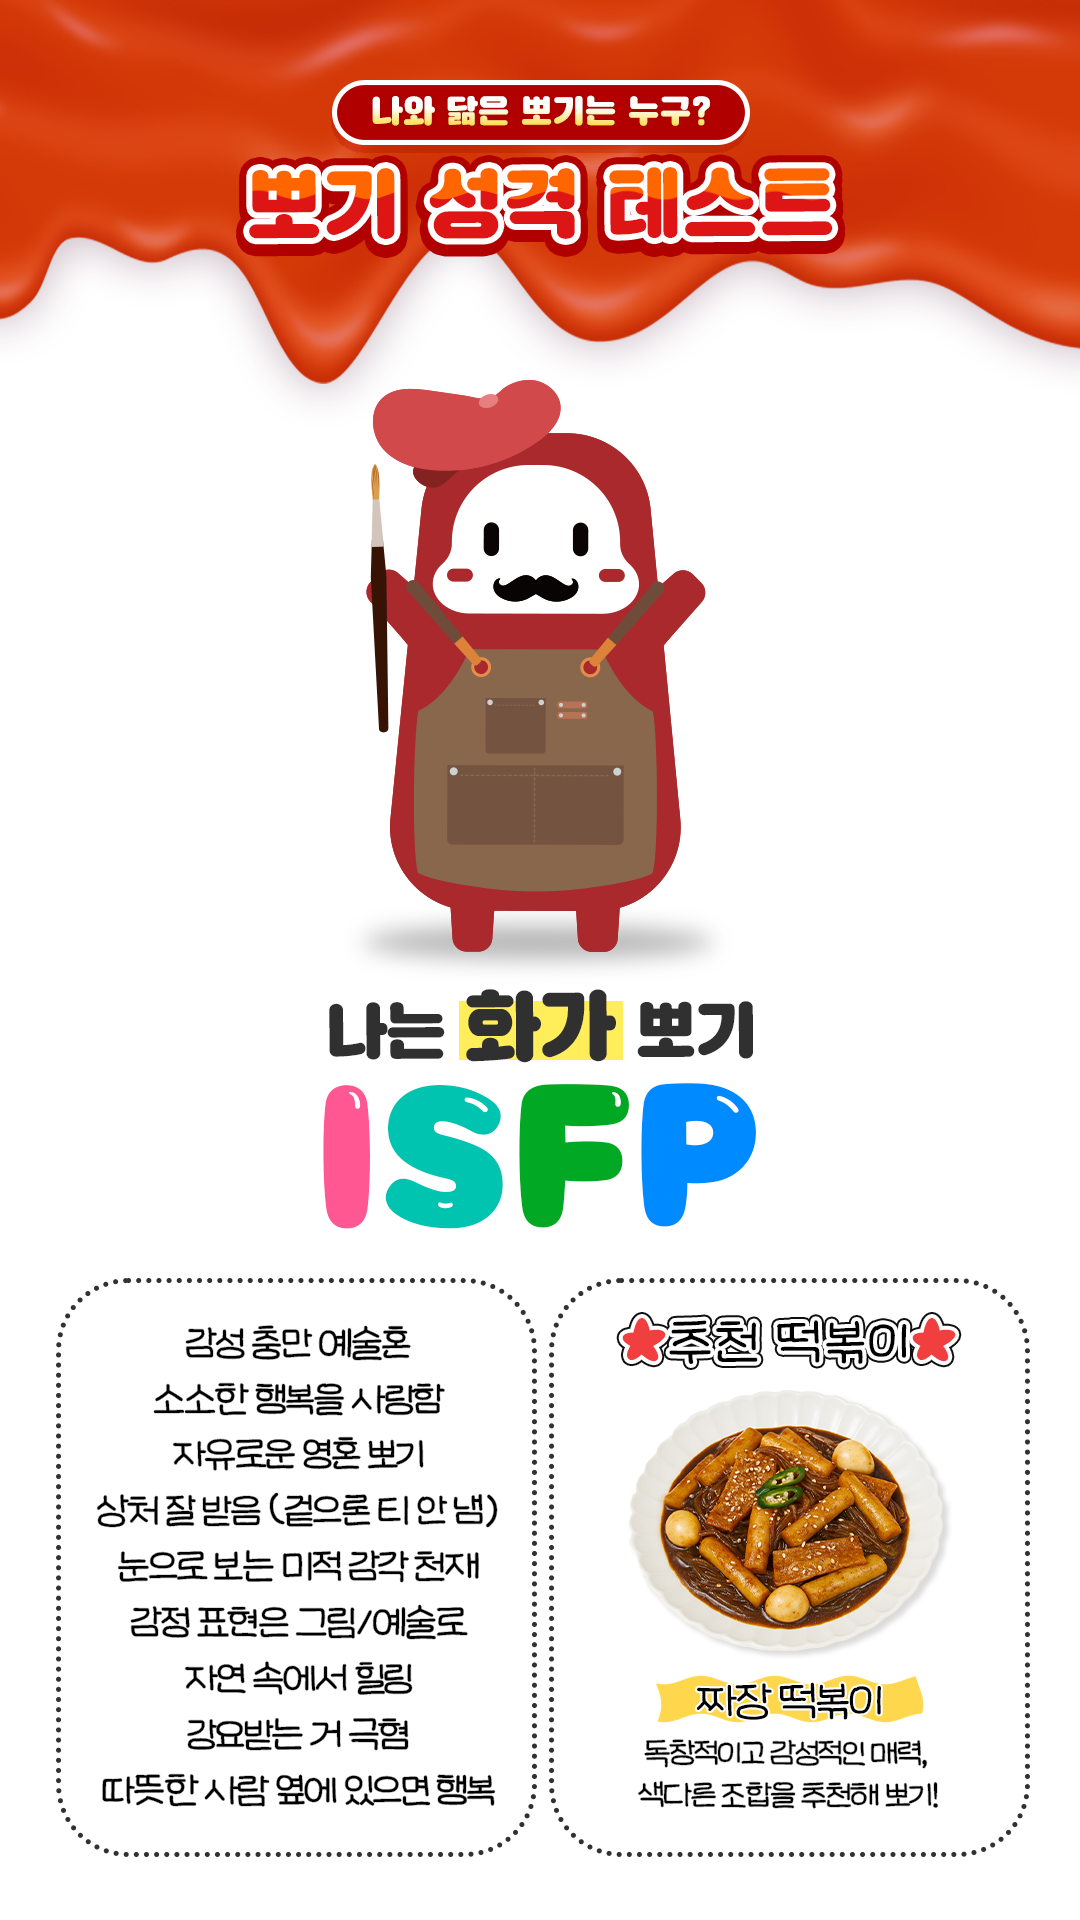 나와 닮은 뽀기는 누구?
뽀기 성격 테스트
나는 화가 뽀기
ISFP
감성 충만 예술혼
소소한 행복을 사랑함
자유로운 영혼 뽀기
상처 잘 받음 (겉으론 티 안 냄)
눈으로 보는 미적 감각 천재
감정 표현은 그림/예술로
자연 속에서 힐링
강요받는 거 극혐
따뜻한 사람 옆에 있으면 행복
추천 떡볶이
짜장 떡볶이
독창적이고 감성적인 매력,
색다른 조합을 추천해 뽀기!